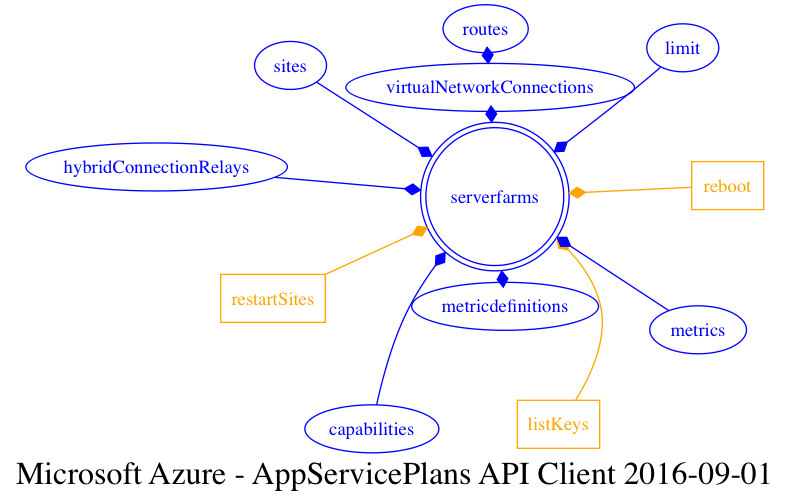 routes
limit
sites
virtualNetworkConnections
hybridConnectionRelays
reboot
serverfarms
restartSites
metricdefinitions
metrics
listKeys
capabilities
Microsoft Azure - AppServicePlans API Client 2016-09-01